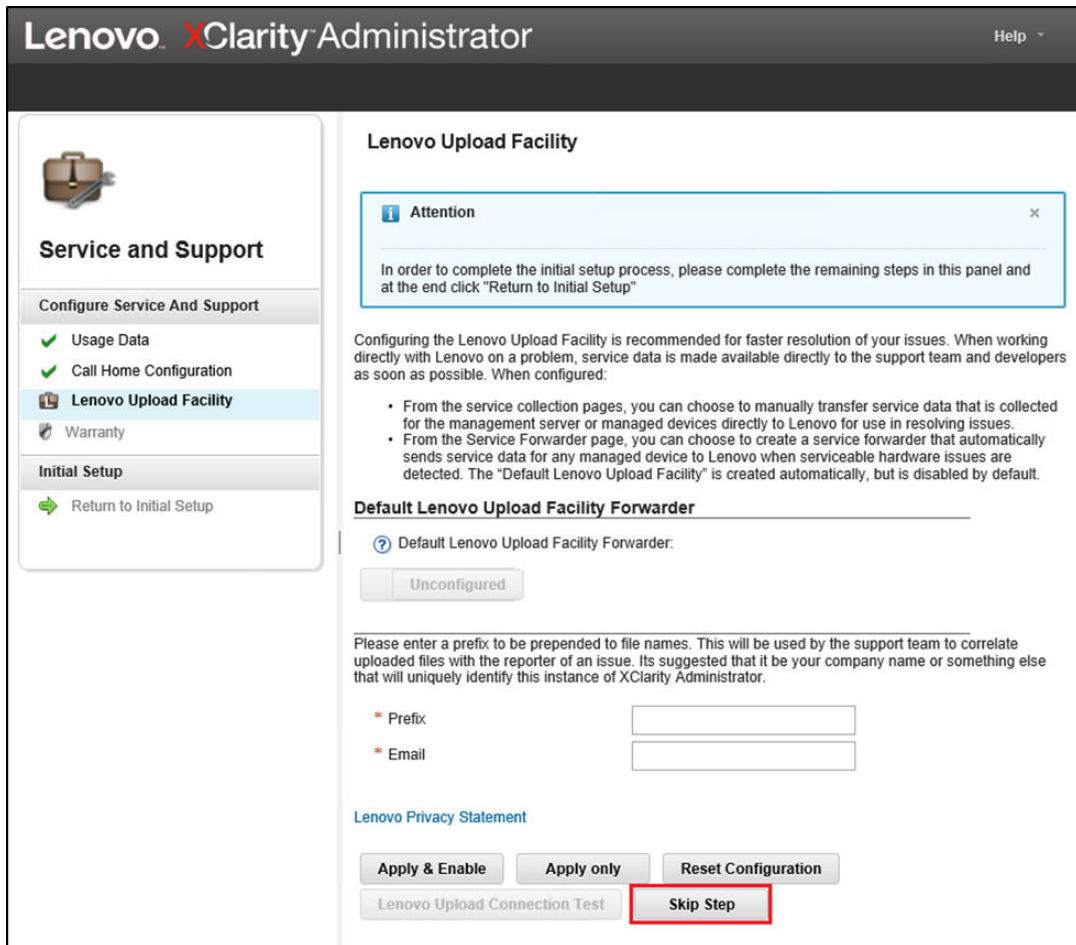 Lenovo. XClarity Administrator
Help
Service and Support
Configure Service And Support
Usage Data
Call Home Configuration
Lenovo Upload Facility
Warranty
Initial Setup
Return to Initial Setup
Lenovo Upload Facility
Attention
In order to complete the initial setup process, please complete the remaining steps in this panel and
at the end click "Return to Initial Setup"
Configuring the Lenovo Upload Facility is recommended for faster resolution of your issues. When working
directly with Lenovo on a problem, service data is made available directly to the support team and developers
as soon as possible. When configured:
• From the service collection pages, you can choose to manually transfer service data that is collected
for the management server or managed devices directly to Lenovo for use in resolving issues.
• From the Service Forwarder page, you can choose to create a service forwarder that automatically
sends service data for any managed device to Lenovo when serviceable hardware issues are
detected. The “Default Lenovo Upload Facility” is created automatically, but is disabled by default.
Default Lenovo Upload Facility Forwarder
Default Lenovo Upload Facility Forwarder:
Unconfigured
Please enter a prefix to be prepended to file names. This will be used by the support team to correlate
uploaded files with the reporter of an issue. Its suggested that it be your company name or something else
that will uniquely identify this instance of XClarity Administrator.
* Prefix
* Email
Lenovo Privacy Statement
Apply & Enable
Apply only
Reset Configuration
Lenovo Upload Connection Test
Skip Step